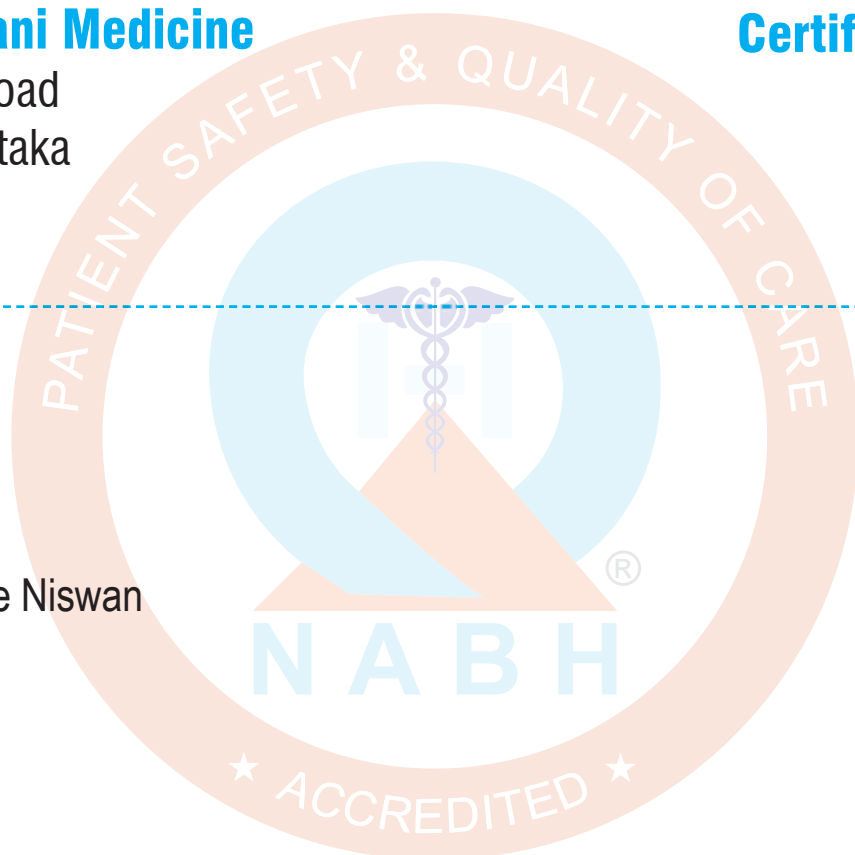 ani Medicine
Certif
oad
taka
PATIENT SAFETY & QUALITY OF CARE
H
e Niswan
®
NABH
★ ACCREDITED ★